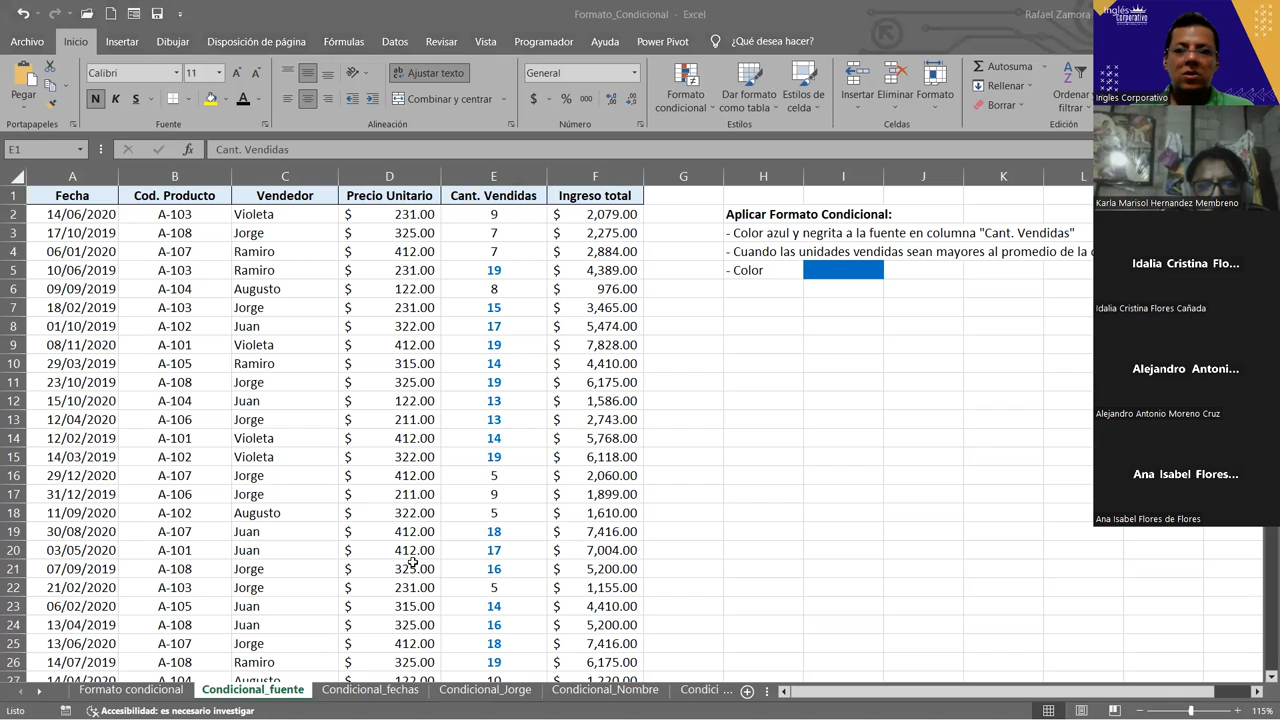 Formato_Condicional - Excel
Rafael Zamora
Archivo Inicio Insertar Dibujar Disposición de página Fórmulas Datos Revisar Vista Programador Ayuda Power Pivot ¿Qué desea hacer?
Pegar
Calibri 11
N K S
Ajustar texto
Combinar y centrar
General
$ % 000
Formato condicional
Dar formato como tabla
Estilos de celda
Insertar Eliminar Formato
Autosuma
Rellenar
Borrar
Ordenar
filtrar
Portapapeles Fuente Alineación Número Estilos Celdas Edición
E1 fx Cant. Vendidas
A B C D E F G H I J K L
1 Fecha Cod. Producto Vendedor Precio Unitario Cant. Vendidas Ingreso total
2 14/06/2020 A-103 Violeta $ 231.00 9 $ 2,079.00 Aplicar Formato Condicional:
3 17/10/2019 A-108 Jorge $ 325.00 7 $ 2,275.00 - Color azul y negrita a la fuente en columna "Cant. Vendidas"
4 06/01/2020 A-107 Ramiro $ 412.00 7 $ 2,884.00 - Cuando las unidades vendidas sean mayores al promedio de la
5 10/06/2019 A-103 Ramiro $ 231.00 19 $ 4,389.00 - Color
6 09/09/2019 A-104 Augusto $ 122.00 8 $ 976.00
7 18/02/2020 A-103 Jorge $ 231.00 15 $ 3,465.00
8 01/10/2019 A-102 Juan $ 322.00 17 $ 5,474.00
9 08/11/2020 A-101 Violeta $ 412.00 19 $ 7,828.00
10 29/03/2019 A-105 Ramiro $ 315.00 14 $ 4,410.00
11 23/10/2019 A-108 Jorge $ 325.00 19 $ 6,175.00
12 15/10/2020 A-104 Juan $ 122.00 13 $ 1,586.00
13 12/04/2020 A-106 Jorge $ 211.00 13 $ 2,743.00
14 12/02/2019 A-101 Violeta $ 412.00 14 $ 5,768.00
15 14/03/2019 A-102 Violeta $ 322.00 19 $ 6,118.00
16 29/12/2020 A-107 Jorge $ 412.00 5 $ 2,060.00
17 31/12/2019 A-106 Jorge $ 211.00 9 $ 1,899.00
18 11/09/2020 A-102 Augusto $ 322.00 5 $ 1,610.00
19 30/08/2019 A-107 Juan $ 412.00 18 $ 7,416.00
20 03/05/2020 A-101 Juan $ 412.00 17 $ 7,004.00
21 07/09/2019 A-108 Jorge $ 325.00 16 $ 5,200.00
22 21/02/2020 A-103 Jorge $ 231.00 5 $ 1,155.00
23 06/02/2020 A-105 Juan $ 315.00 14 $ 4,410.00
24 13/04/2019 A-108 Juan $ 325.00 16 $ 5,200.00
25 13/06/2020 A-107 Jorge $ 412.00 18 $ 7,416.00
26 14/07/2019 A-108 Ramiro $ 325.00 19 $ 6,175.00
27 14/04/2019 A-104 Augusto $ 122.00 10 $ 1,220.00
Formato condicional Condicional_fuente Condicional_fechas Condicional_Jorge Condicional_Nombre Condici ...
Listo Accesibilidad: es necesario investigar 115%
Inglés
Corporativo
Ingles Corporativo
Karla Marisol Hernandez Membreno
Idalia Cristina Flo...
Idalia Cristina Flores Cañada
Alejandro Antoni...
Alejandro Antonio Moreno Cruz
Ana Isabel Flores...
Ana Isabel Flores de Flores